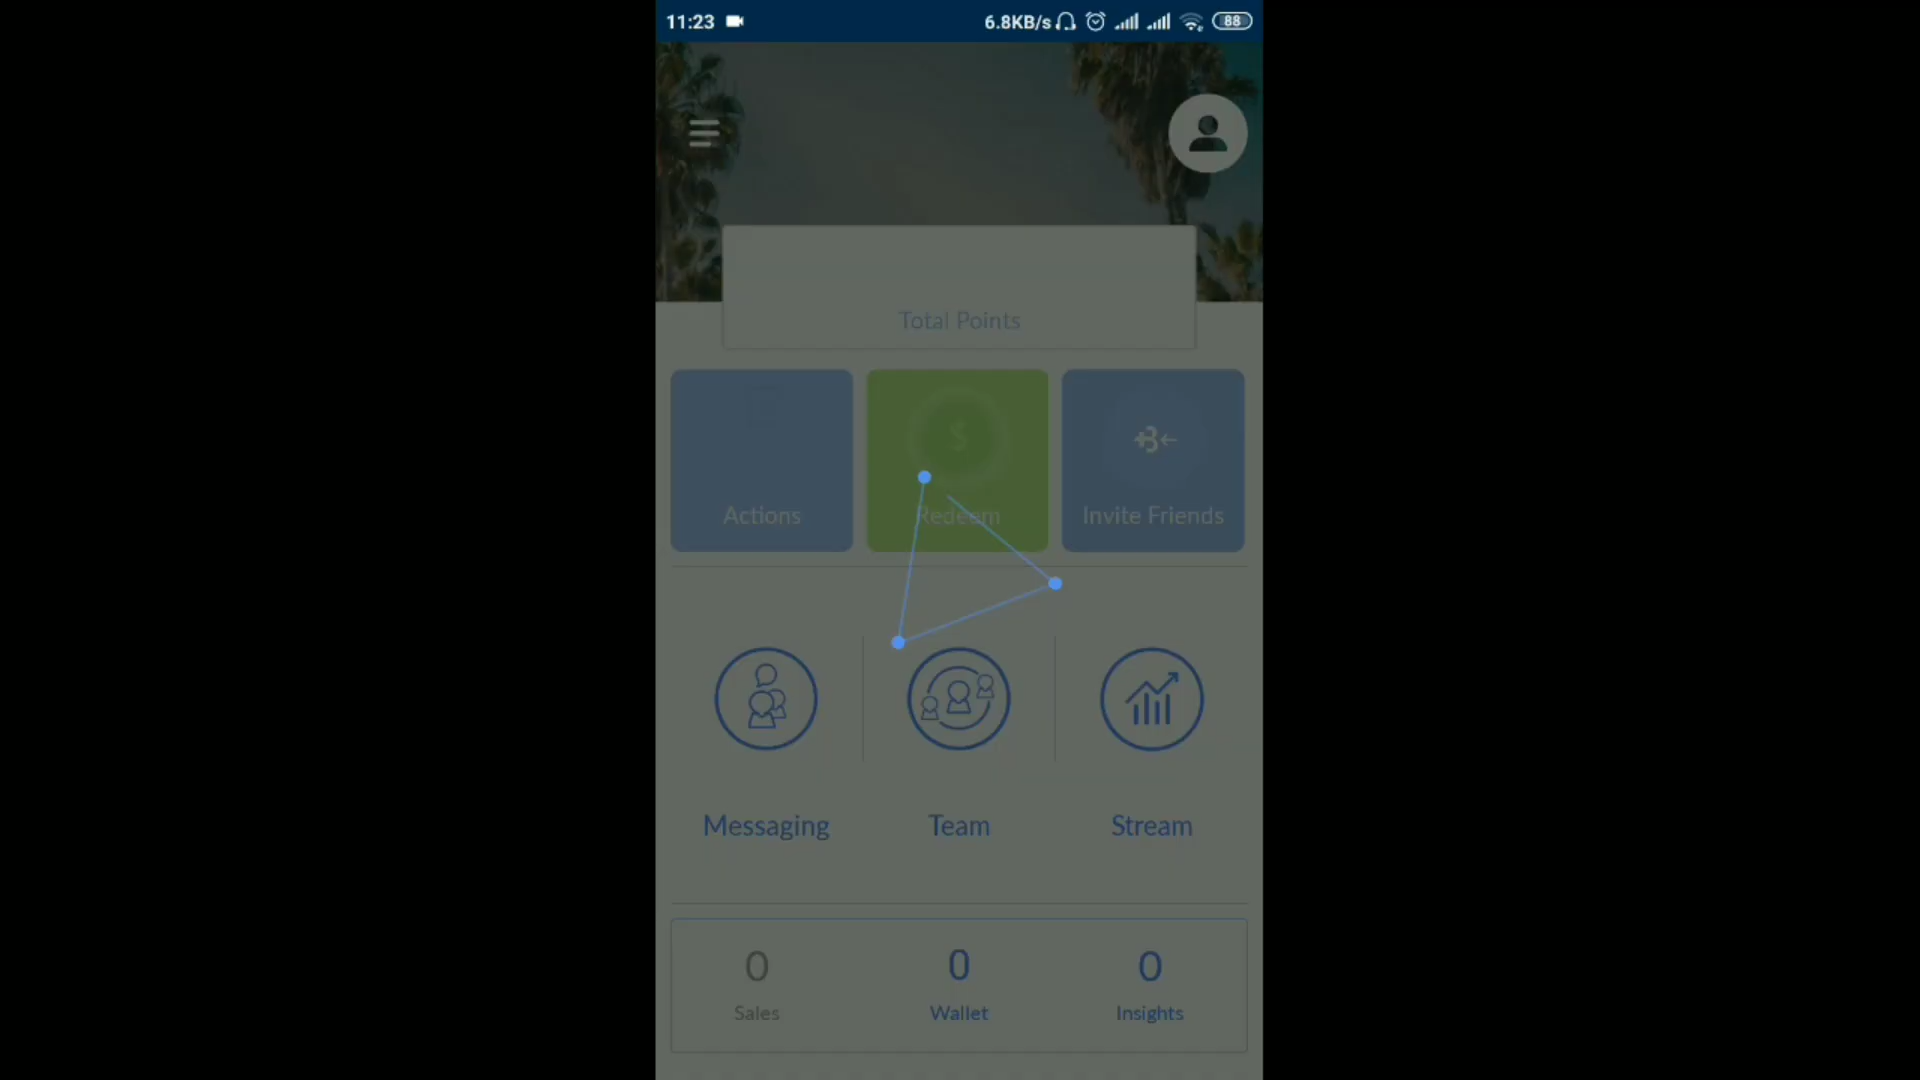 11:23 6.8KB/s 88
Total Points
Actions Redeem Invite Friends
Messaging Team Stream
0 0 0
Sales Wallet Insights